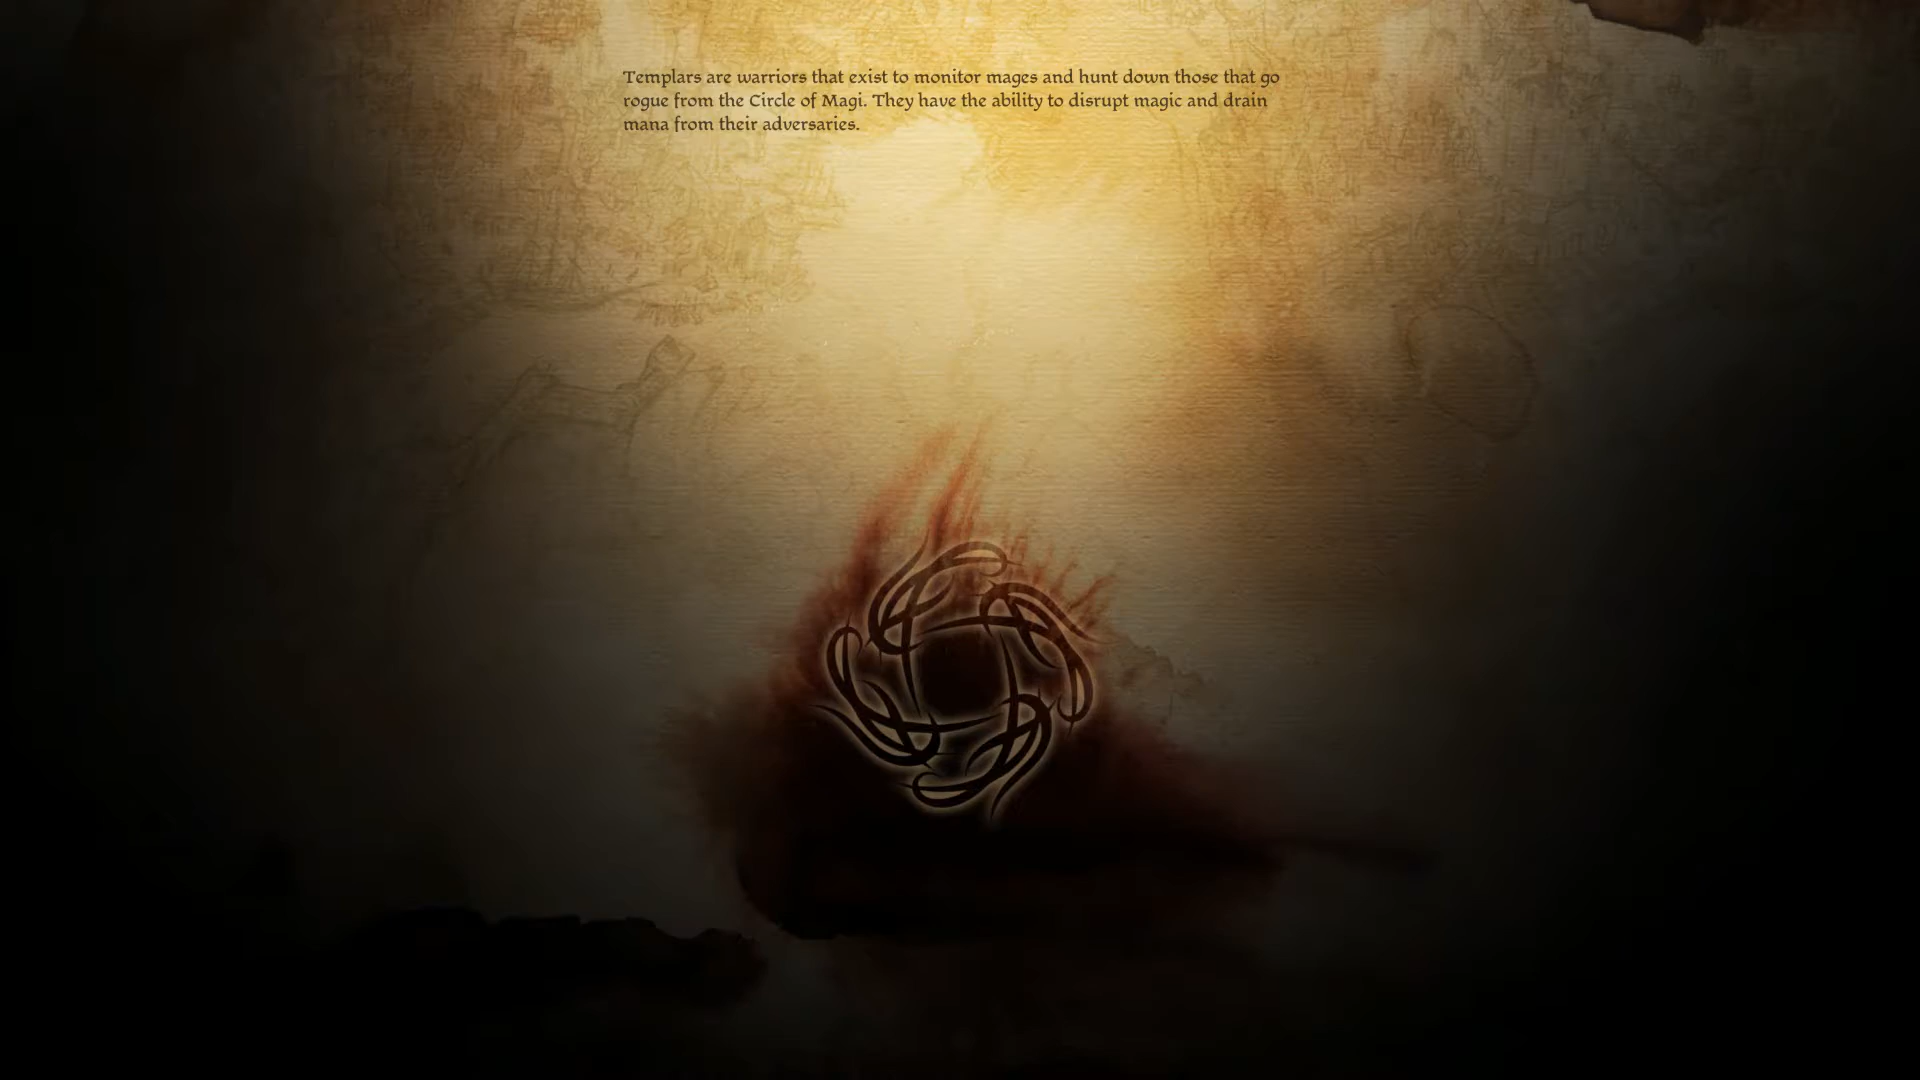 Templars are warriors that exist to monitor mages and hunt down those that go
rogue from the Circle of Magi. They have the ability to disrupt magic and drain
mana from their adversaries.